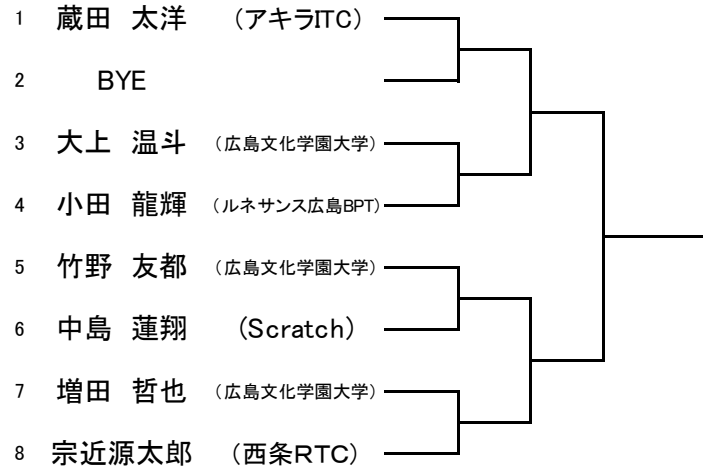 1 蔵田 太洋 （アキラITC）
2 BYE
3 大上 温斗 （広島文化学園大学）
4 小田 龍輝 （ルネサンス広島BPT）
5 竹野 友都 （広島文化学園大学）
6 中島 蓮翔 （Scratch）
7 増田 哲也 （広島文化学園大学）
8 宗近源太郎 （西条RTC）